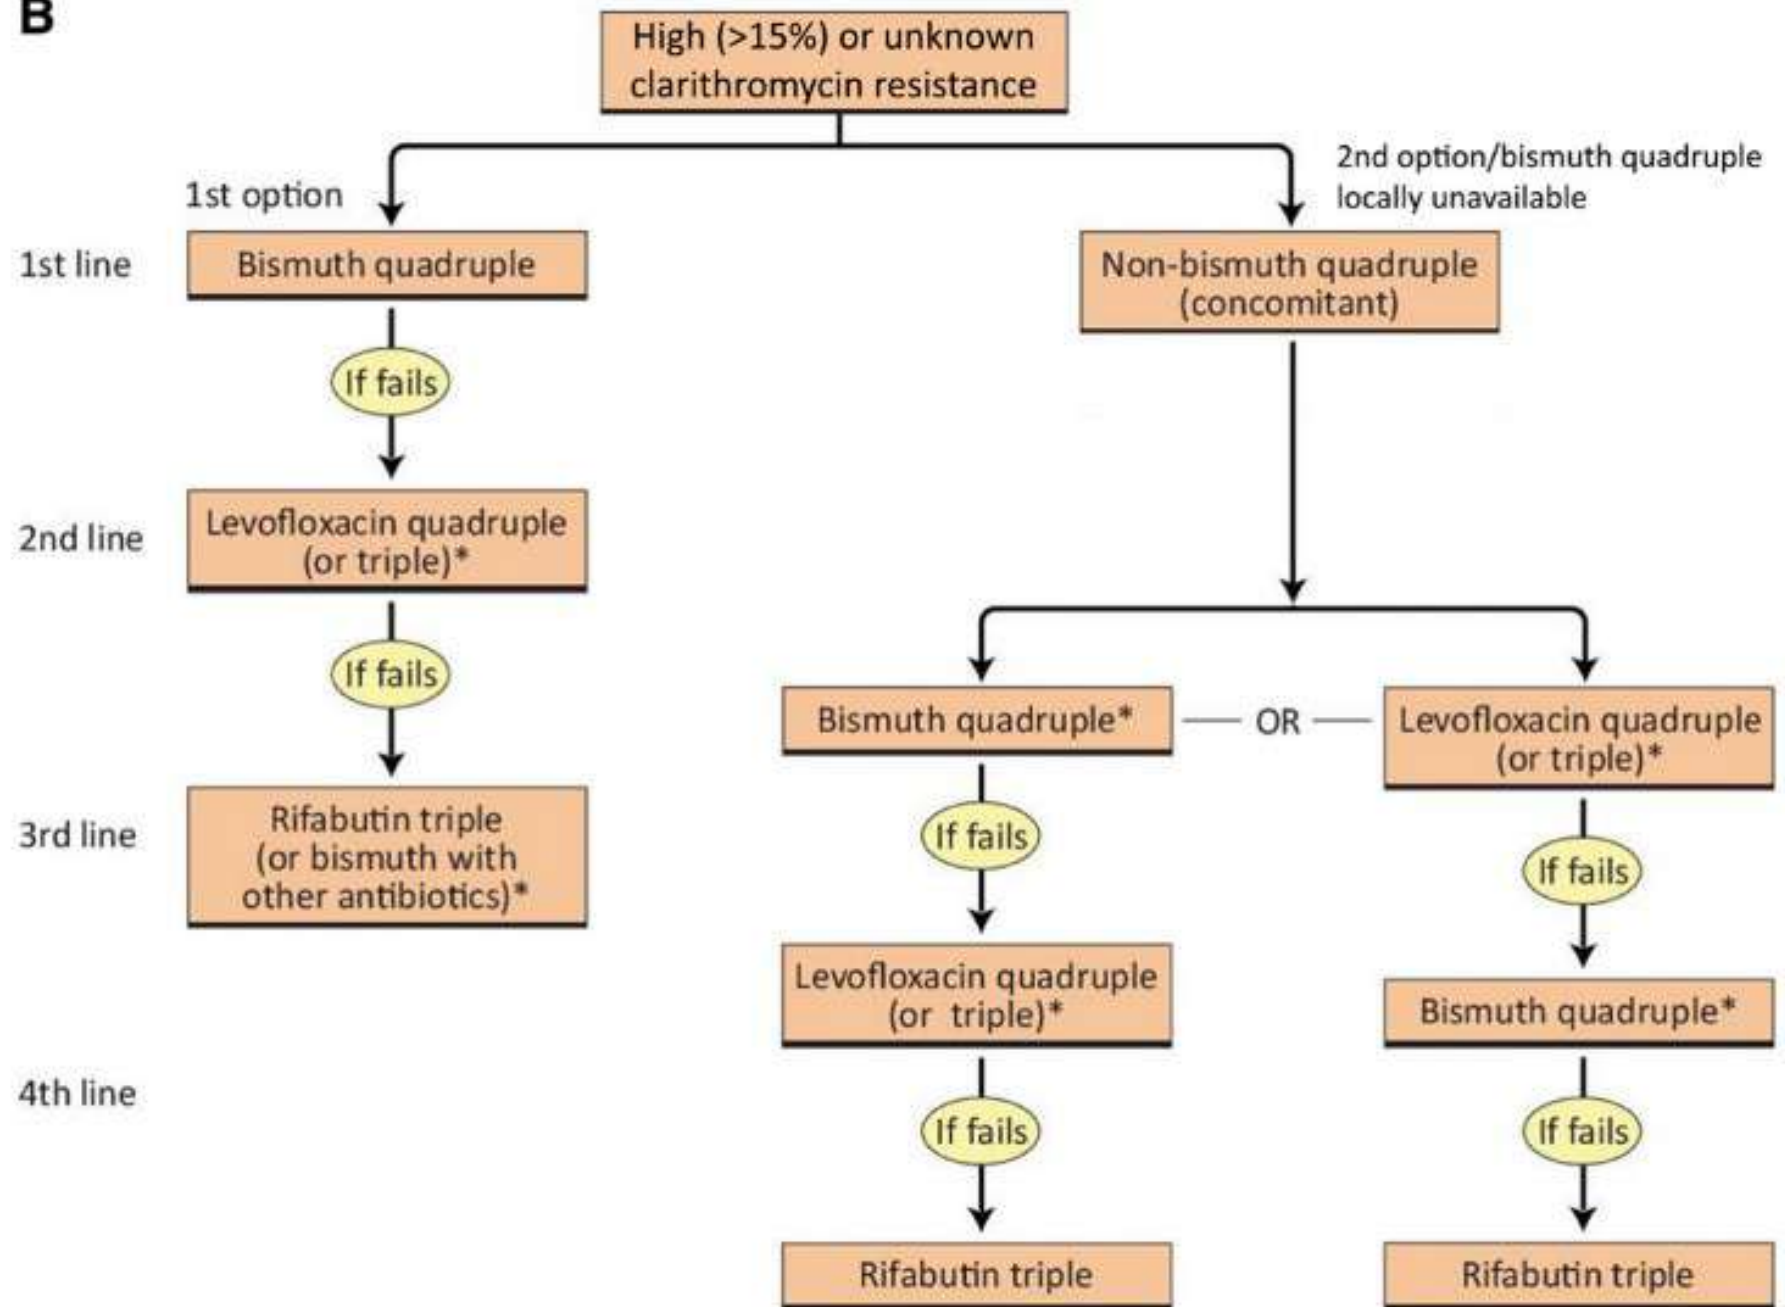 B
High (>15%) or unknown
clarithromycin resistance
1st option
2nd option/bismuth quadruple
locally unavailable
1st line
Bismuth quadruple
Non-bismuth quadruple
(concomitant)
If fails
2nd line
Levofloxacin quadruple
(or triple)*
If fails
Bismuth quadruple*
OR
Levofloxacin quadruple
(or triple)*
3rd line
Rifabutin triple
(or bismuth with
other antibiotics)*
If fails
If fails
Levofloxacin quadruple
(or triple)*
Bismuth quadruple*
4th line
If fails
If fails
Rifabutin triple
Rifabutin triple